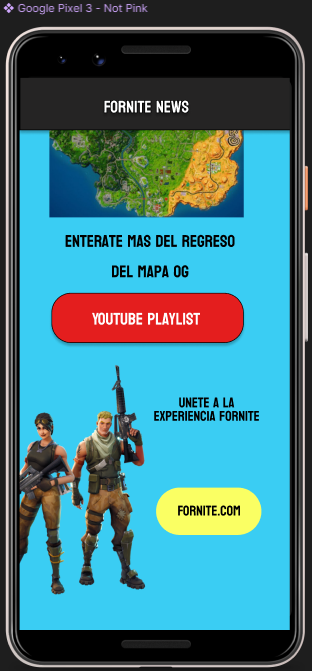 Google Pixel 3 - Not Pink
FORNITE NEWS
ENTERATE MAS DEL REGRESO
DEL MAPA OG
YOUTUBE PLAYLIST
UNETE A LA
EXPERIENCIA FORNITE
FORNITE.COM